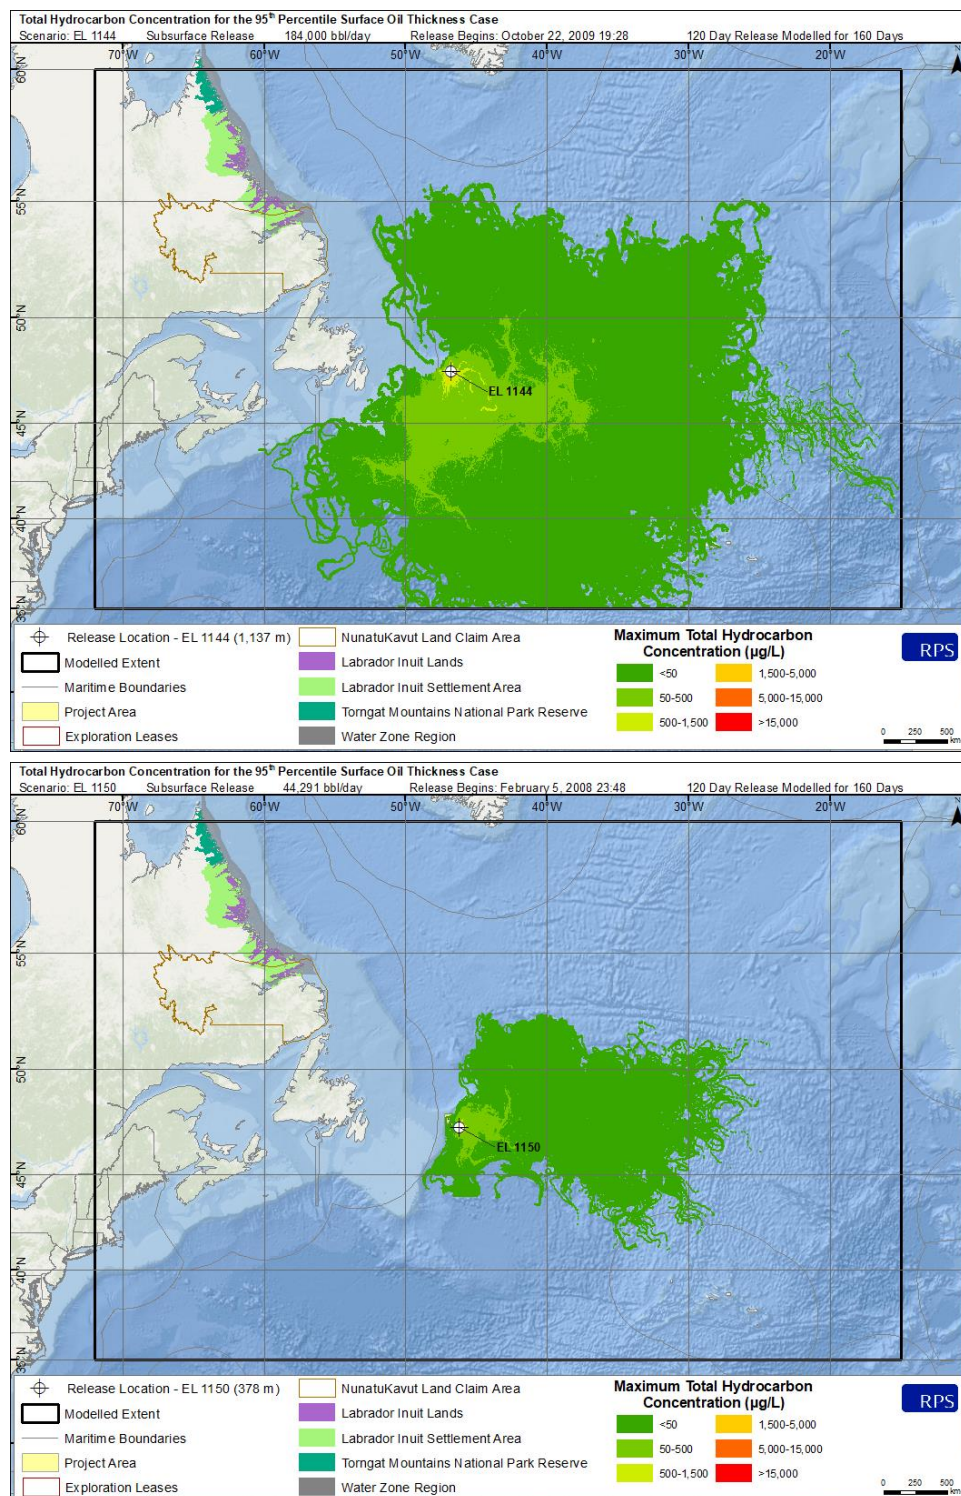 Total Hydrocarbon Concentration for the 95th Percentile Surface Oil Thickness Case
Scenario: EL 1144 Subsurface Release 184,000 bbl/day Release Begins: October 22, 2009 19:28 120 Day Release Modelled for 160 Days
70°W 60°W 50°W 40°W 30°W 20°W
N
60°N
55°N
50°N
45°N
40°N
35°N
EL 1144
Release Location - EL 1144 (1,137 m)
Modelled Extent
Maritime Boundaries
Project Area
Exploration Leases
NunatuKavut Land Claim Area
Labrador Inuit Lands
Labrador Inuit Settlement Area
Torngat Mountains National Park Reserve
Water Zone Region
Maximum Total Hydrocarbon
Concentration (µg/L)
<50 1,500-5,000
50-500 5,000-15,000
500-1,500 >15,000
RPS
0 250 500
km
Total Hydrocarbon Concentration for the 95th Percentile Surface Oil Thickness Case
Scenario: EL 1150 Subsurface Release 44,291 bbl/day Release Begins: February 5, 2008 23:48 120 Day Release Modelled for 160 Days
70°W 60°W 50°W 40°W 30°W 20°W
N
60°N
55°N
50°N
45°N
40°N
35°N
EL 1150
Release Location - EL 1150 (378 m)
Modelled Extent
Maritime Boundaries
Project Area
Exploration Leases
NunatuKavut Land Claim Area
Labrador Inuit Lands
Labrador Inuit Settlement Area
Torngat Mountains National Park Reserve
Water Zone Region
Maximum Total Hydrocarbon
Concentration (µg/L)
<50 1,500-5,000
50-500 5,000-15,000
500-1,500 >15,000
RPS
0 250 500
km